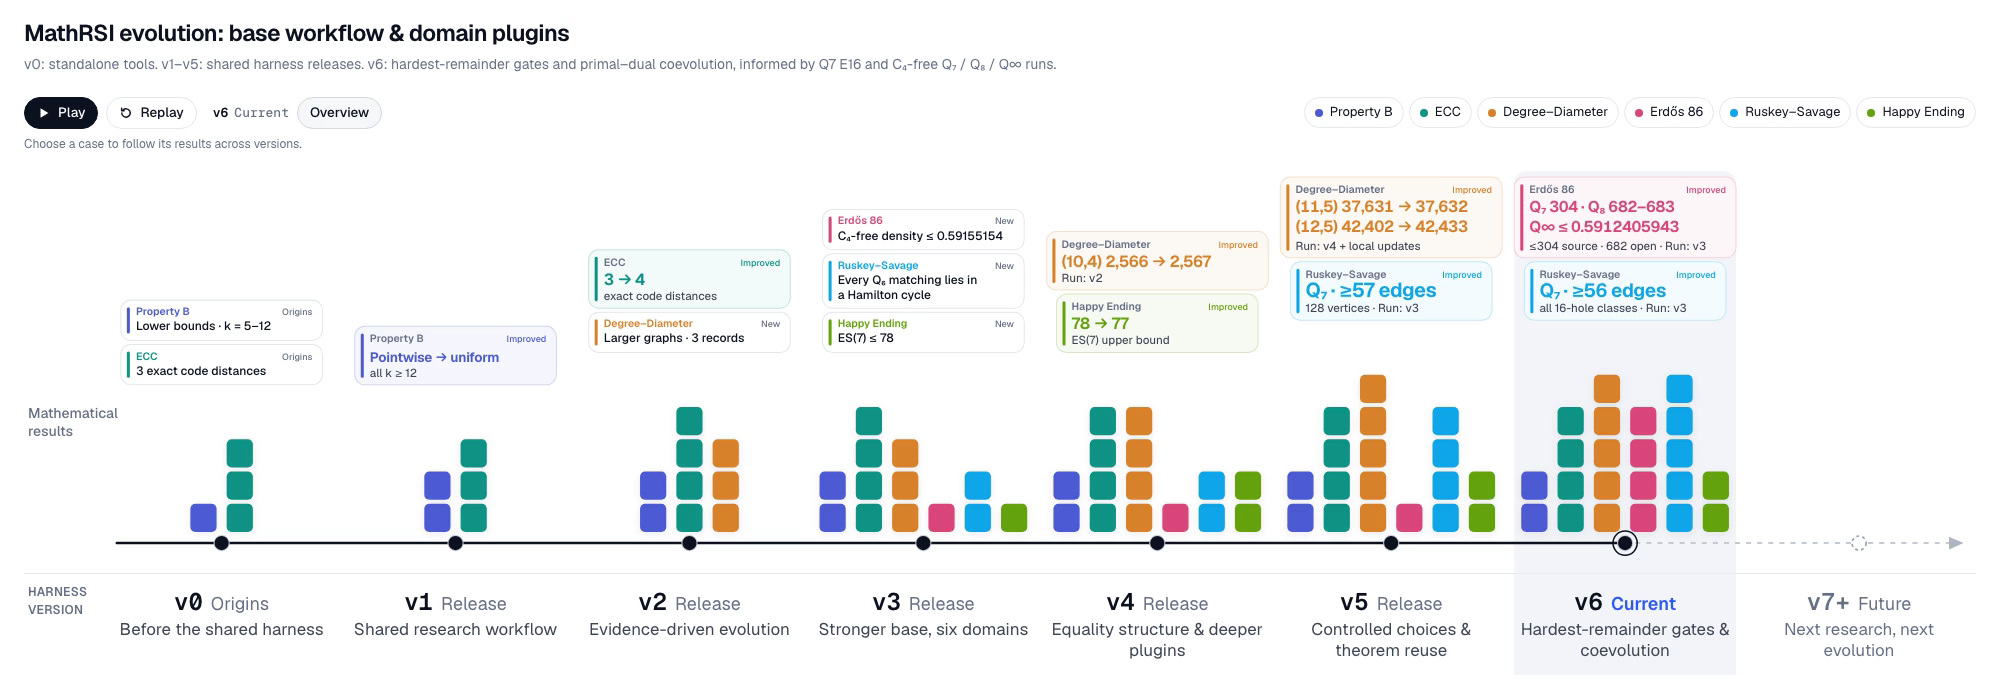 MathRSI evolution: base workflow & domain plugins
v0: standalone tools. v1–v5: shared harness releases. v6: hardest-remainder gates and primal–dual coevolution, informed by Q7 E16 and C₄-free Q₇ / Q₈ / Q∞ runs.
Play
Replay
v6 Current
Overview
Property B
ECC
Degree–Diameter
Erdős 86
Ruskey–Savage
Happy Ending
Choose a case to follow its results across versions.
Property B Origins
Lower bounds · k = 5–12
ECC Origins
3 exact code distances
Property B Improved
Pointwise → uniform
all k ≥ 12
ECC Improved
3 → 4
exact code distances
Degree–Diameter New
Larger graphs · 3 records
Erdős 86 New
C₄-free density ≤ 0.59155154
Ruskey–Savage New
Every Q₆ matching lies in
a Hamilton cycle
Happy Ending New
ES(7) ≤ 78
Degree–Diameter Improved
(10,4) 2,566 → 2,567
Run: v2
Happy Ending Improved
78 → 77
ES(7) upper bound
Degree–Diameter Improved
(11,5) 37,631 → 37,632
(12,5) 42,402 → 42,433
Run: v4 + local updates
Ruskey–Savage Improved
Q₇ · ≥57 edges
128 vertices · Run: v3
Erdős 86 Improved
Q₇ 304 · Q₈ 682–683
Q∞ ≤ 0.5912405943
≤304 source · 682 open · Run: v3
Ruskey–Savage Improved
Q₇ · ≥56 edges
all 16-hole classes · Run: v3
Mathematical
results
HARNESS
VERSION
v0 Origins
Before the shared harness
v1 Release
Shared research workflow
v2 Release
Evidence-driven evolution
v3 Release
Stronger base, six domains
v4 Release
Equality structure & deeper
plugins
v5 Release
Controlled choices &
theorem reuse
v6 Current
Hardest-remainder gates &
coevolution
v7+ Future
Next research, next
evolution